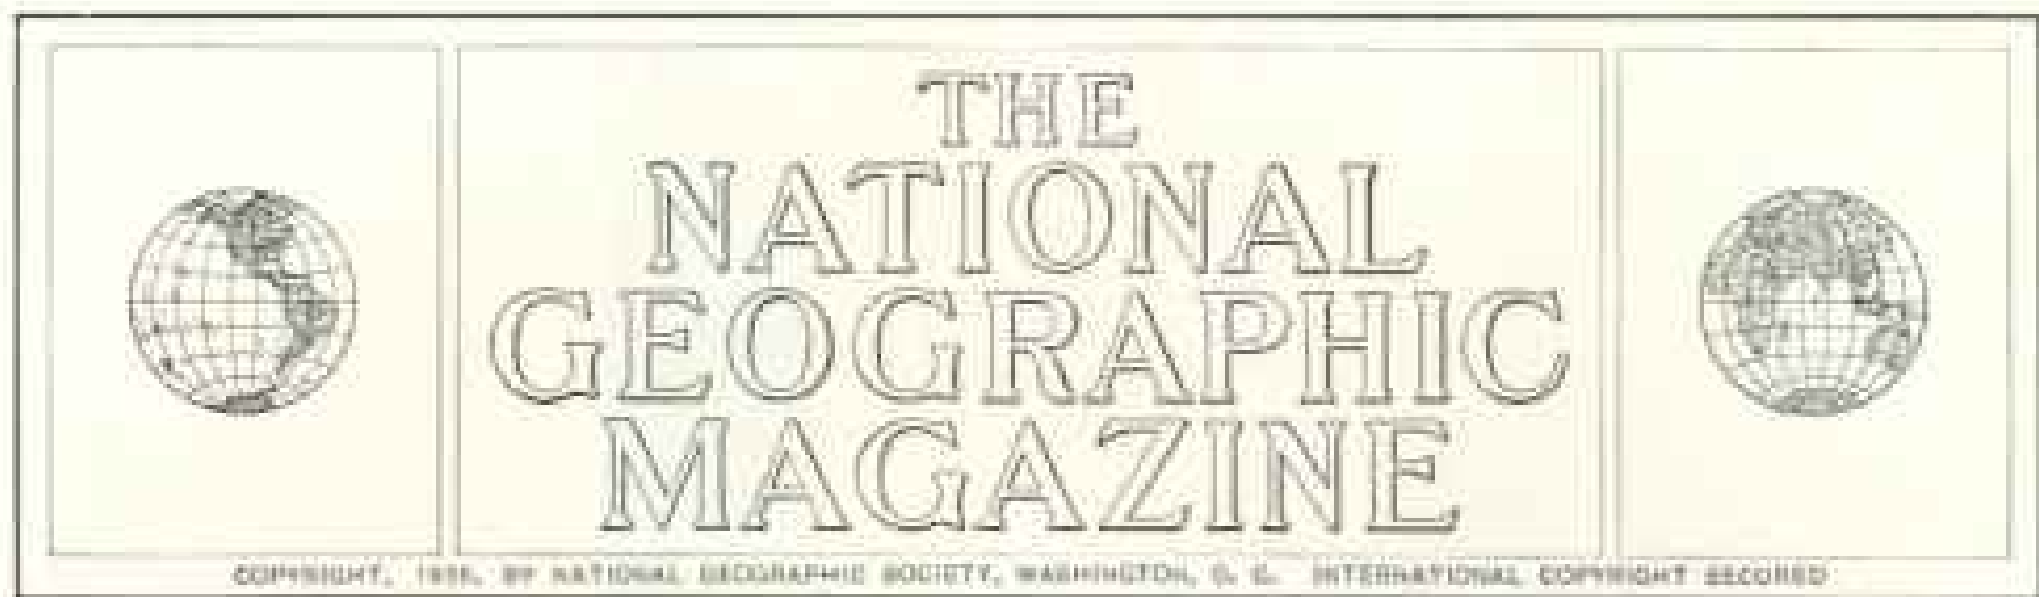 THE
NATIONAL
GEOGRAPHIC
MAGAZINE
COPYRIGHT, BY NATIONAL GEOGRAPHIC SOCIETY, WASHINGTON, D. C. INTERNATIONAL COPYRIGHT SECURED